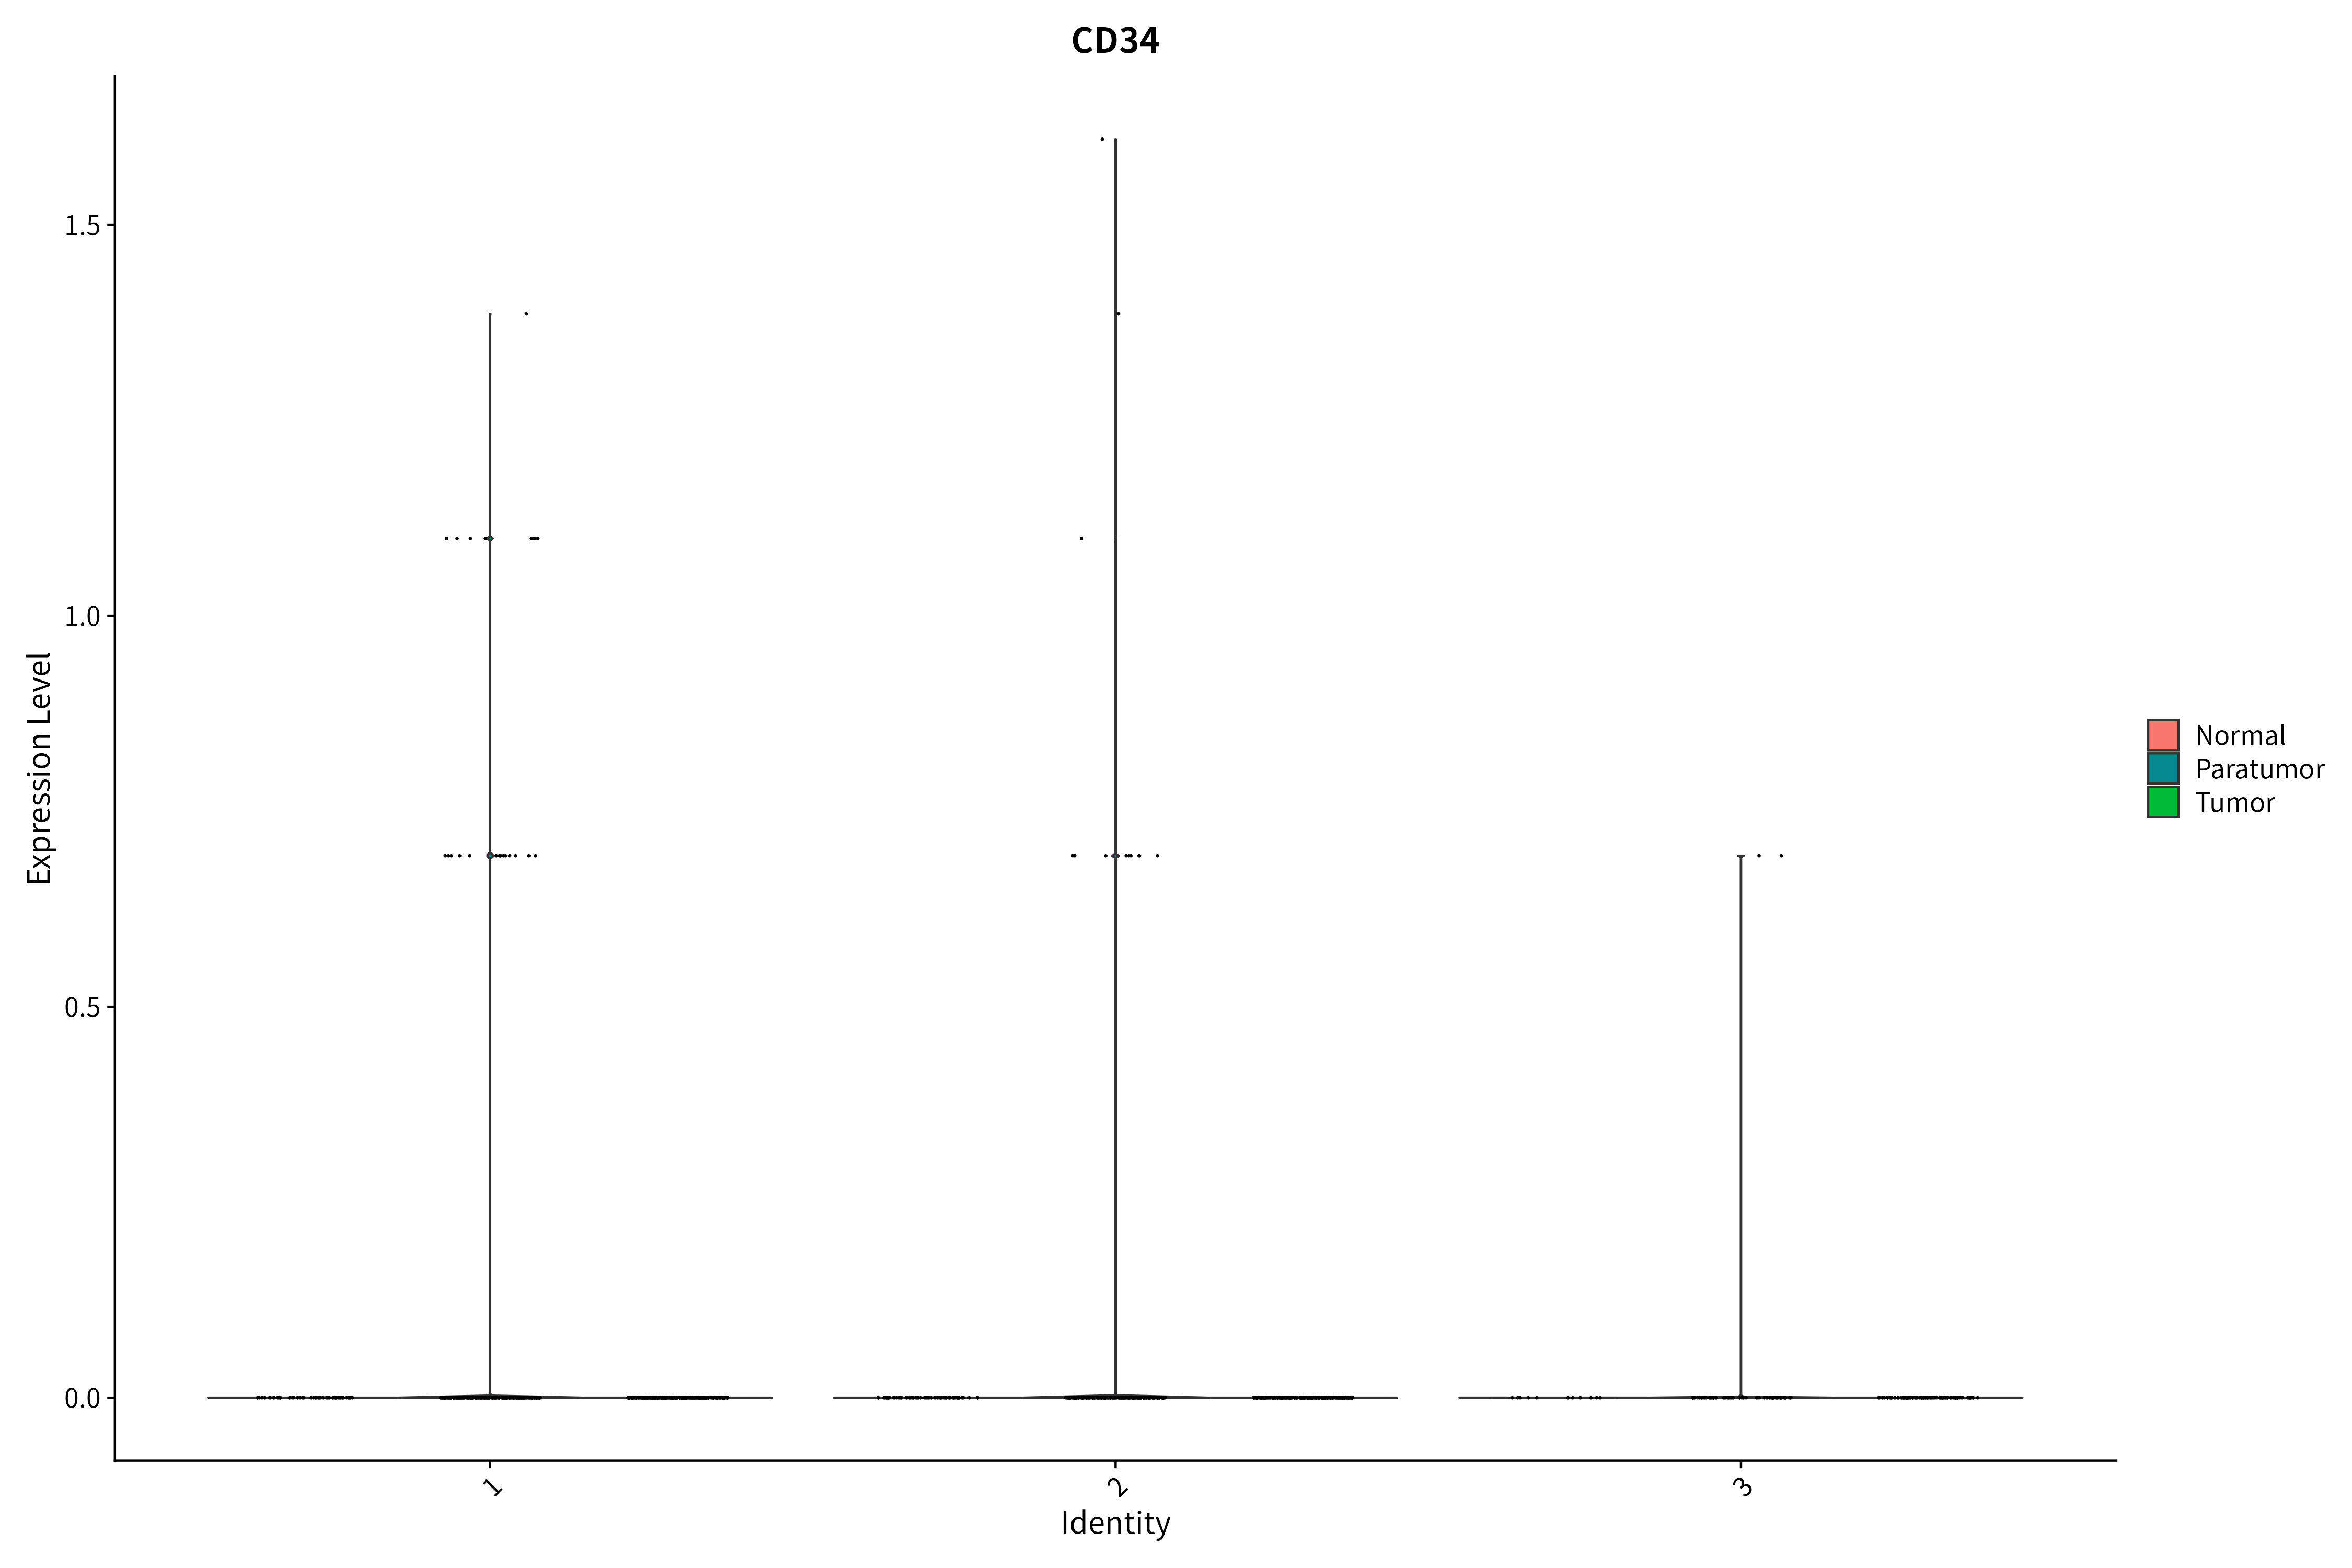 CD34
Expression Level
1.5
1.0
0.5
0.0
1
2
3
Identity
Normal
Paratumor
Tumor